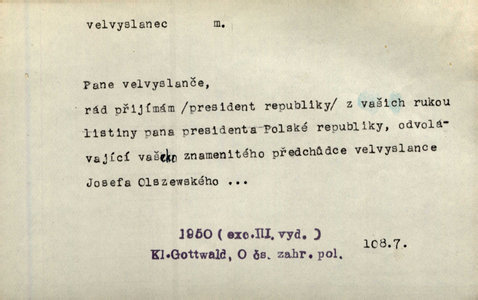 velvyslanec m.
Pane velvyslanče,
rád přijímám /president republiky/ z vašich rukou
listiny pana presidenta Polské republiky, odvolá-
vající vašeho znamenitého předchůdce velvyslance
Josefa Olszewského ...
1950 ( exc.III. vyd. )
Kl.Gottwald, O čs. zahr. pol.
108.7.